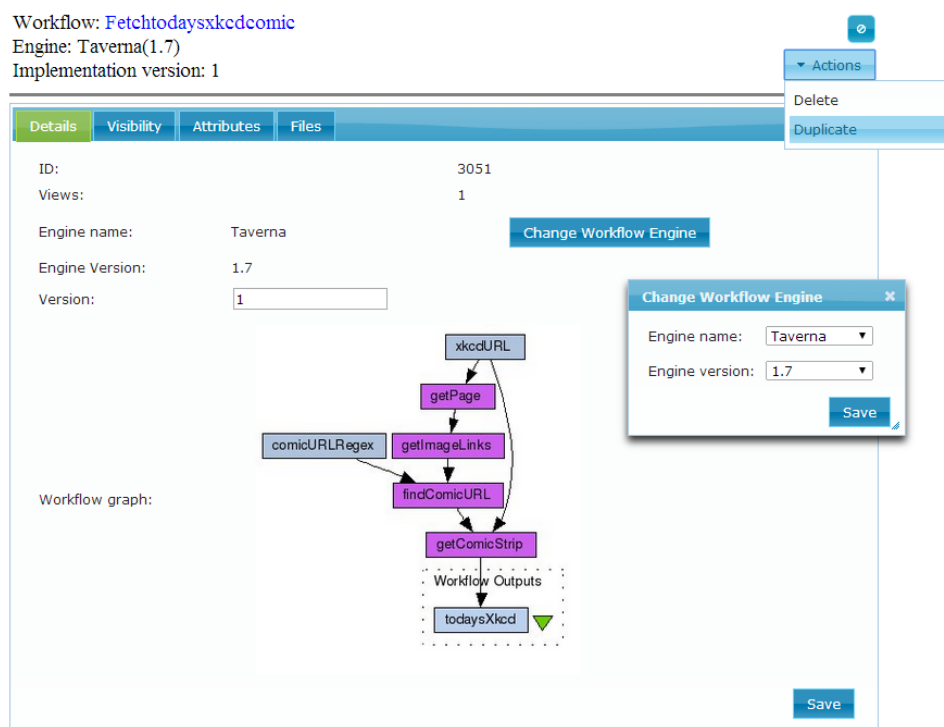 Workflow: Fetchtodaysxkcdcomic
Engine: Taverna(1.7)
Implementation version: 1
Actions
Delete
Duplicate
Details Visibility Attributes Files
ID: 3051
Views: 1
Engine name: Taverna Change Workflow Engine
Engine Version: 1.7
Version: 1
Change Workflow Engine
Engine name: Taverna
Engine version: 1.7
Save
Workflow graph:
xkcdURL
getPage
comicURLRegex getImageLinks
findComicURL
getComicStrip
Workflow Outputs
todaysXkcd
Save